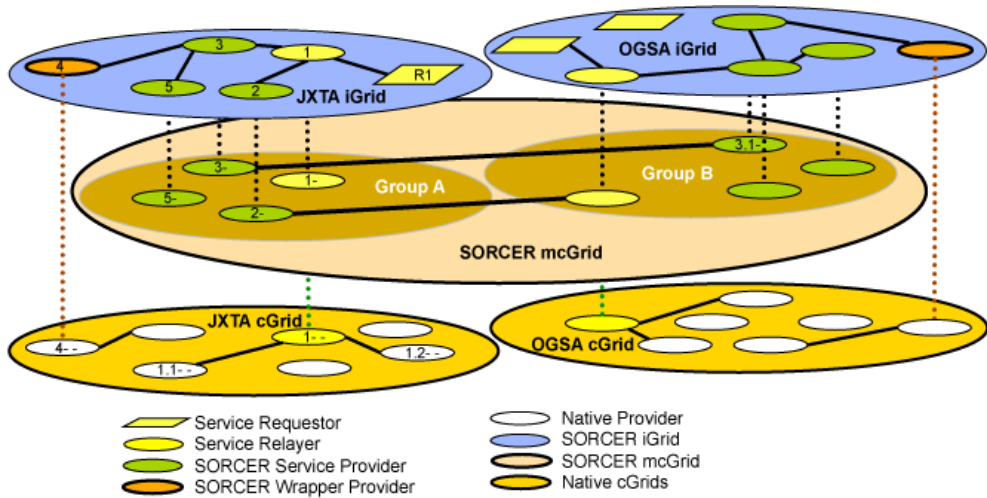 OGSA iGrid
3
1
4
R1
5
2
JXTA iGrid
3.1-
3-
1-
Group A
Group B
5-
2-
SORCER mcGrid
JXTA cGrid
1- -
4- -
1.2- -
1.1- -
OGSA cGrid
Service Requestor
Service Relayer
SORCER Service Provider
SORCER Wrapper Provider
Native Provider
SORCER iGrid
SORCER mcGrid
Native cGrids